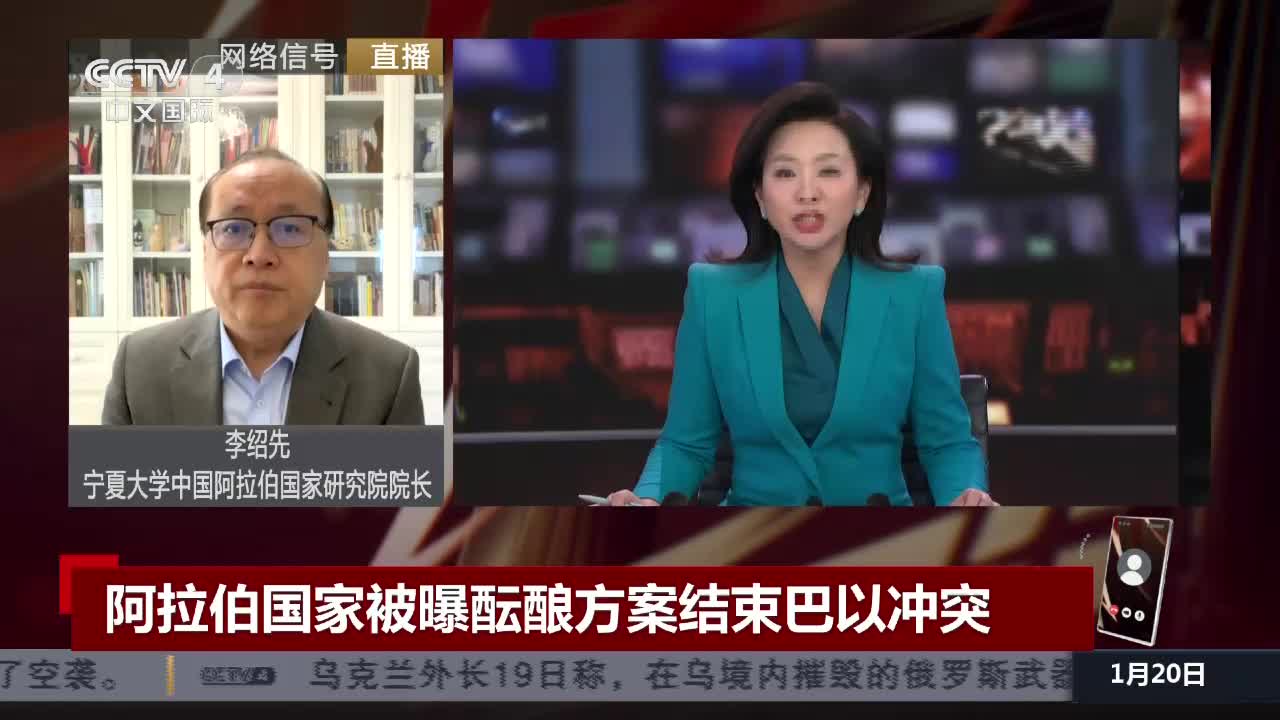 网络信号 直播
CCTV 4
中文国际
李绍先
宁夏大学中国阿拉伯国家研究院院长
阿拉伯国家被曝酝酿方案结束巴以冲突
了空袭。 CCTV 4 乌克兰外长19日称，在乌境内摧毁的俄罗斯武器
1月20日